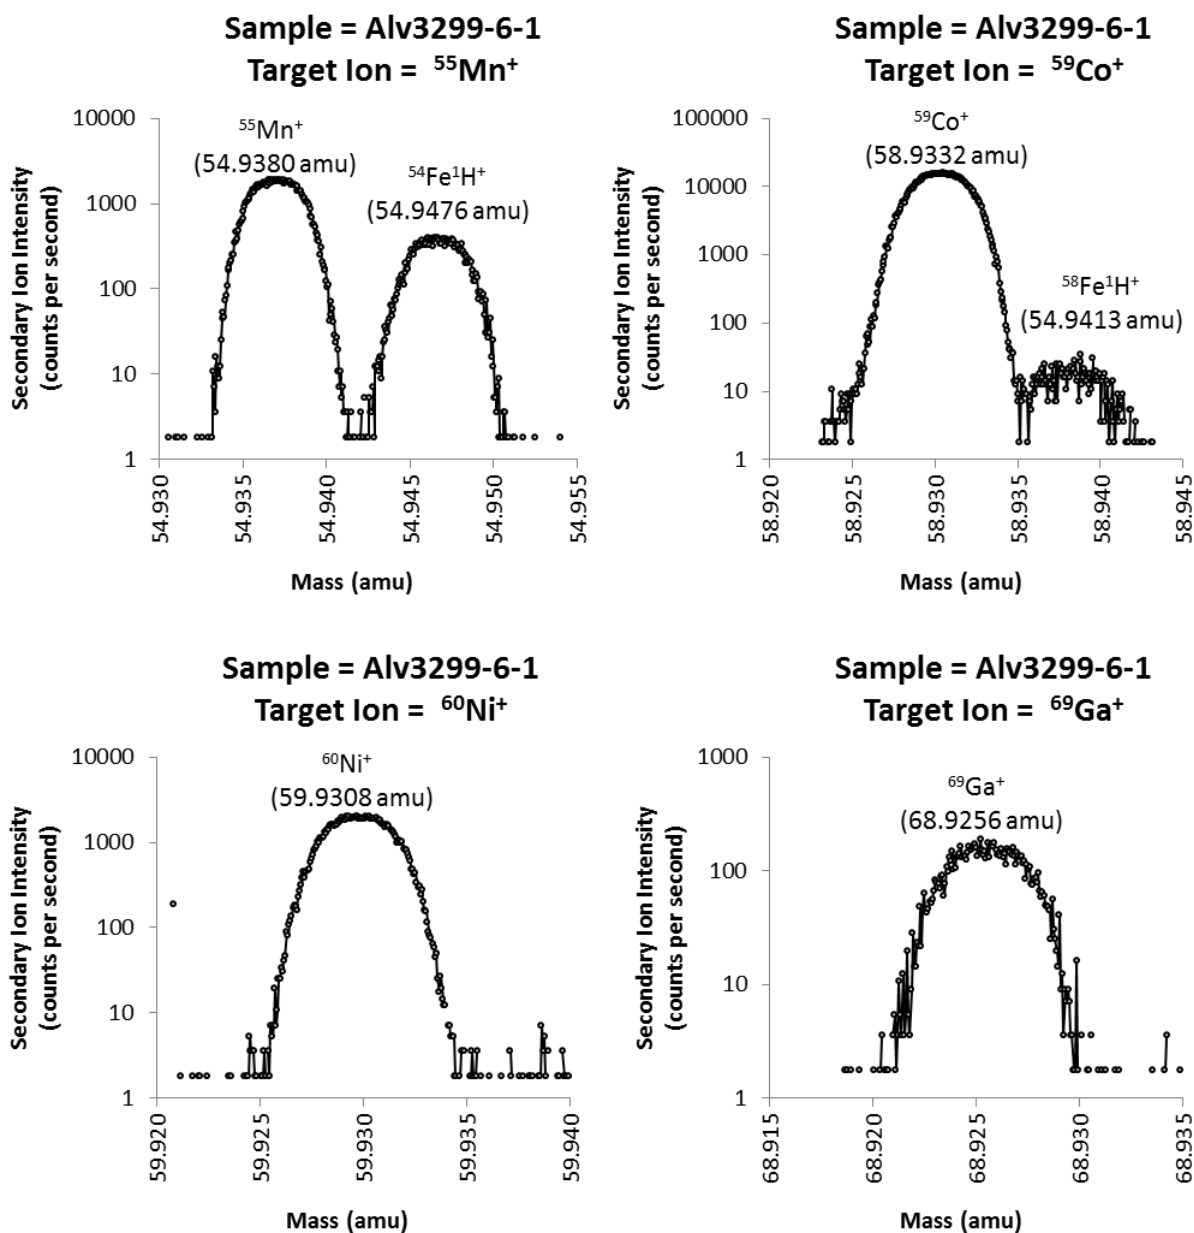 Sample = Alv3299-6-1
Target Ion = ⁵⁵Mn⁺
Secondary Ion Intensity
(counts per second)
10000
1000
100
10
1
⁵⁵Mn⁺
(54.9380 amu)
⁵⁴Fe¹H⁺
(54.9476 amu)
54.930
54.935
54.940
54.945
54.950
54.955
Mass (amu)
Sample = Alv3299-6-1
Target Ion = ⁵⁹Co⁺
Secondary Ion Intensity
(counts per second)
100000
10000
1000
100
10
1
⁵⁹Co⁺
(58.9332 amu)
⁵⁸Fe¹H⁺
(54.9413 amu)
58.920
58.925
58.930
58.935
58.940
58.945
Mass (amu)
Sample = Alv3299-6-1
Target Ion = ⁶⁰Ni⁺
Secondary Ion Intensity
(counts per second)
10000
1000
100
10
1
⁶⁰Ni⁺
(59.9308 amu)
59.920
59.925
59.930
59.935
59.940
Mass (amu)
Sample = Alv3299-6-1
Target Ion = ⁶⁹Ga⁺
Secondary Ion Intensity
(counts per second)
1000
100
10
1
⁶⁹Ga⁺
(68.9256 amu)
68.915
68.920
68.925
68.930
68.935
Mass (amu)